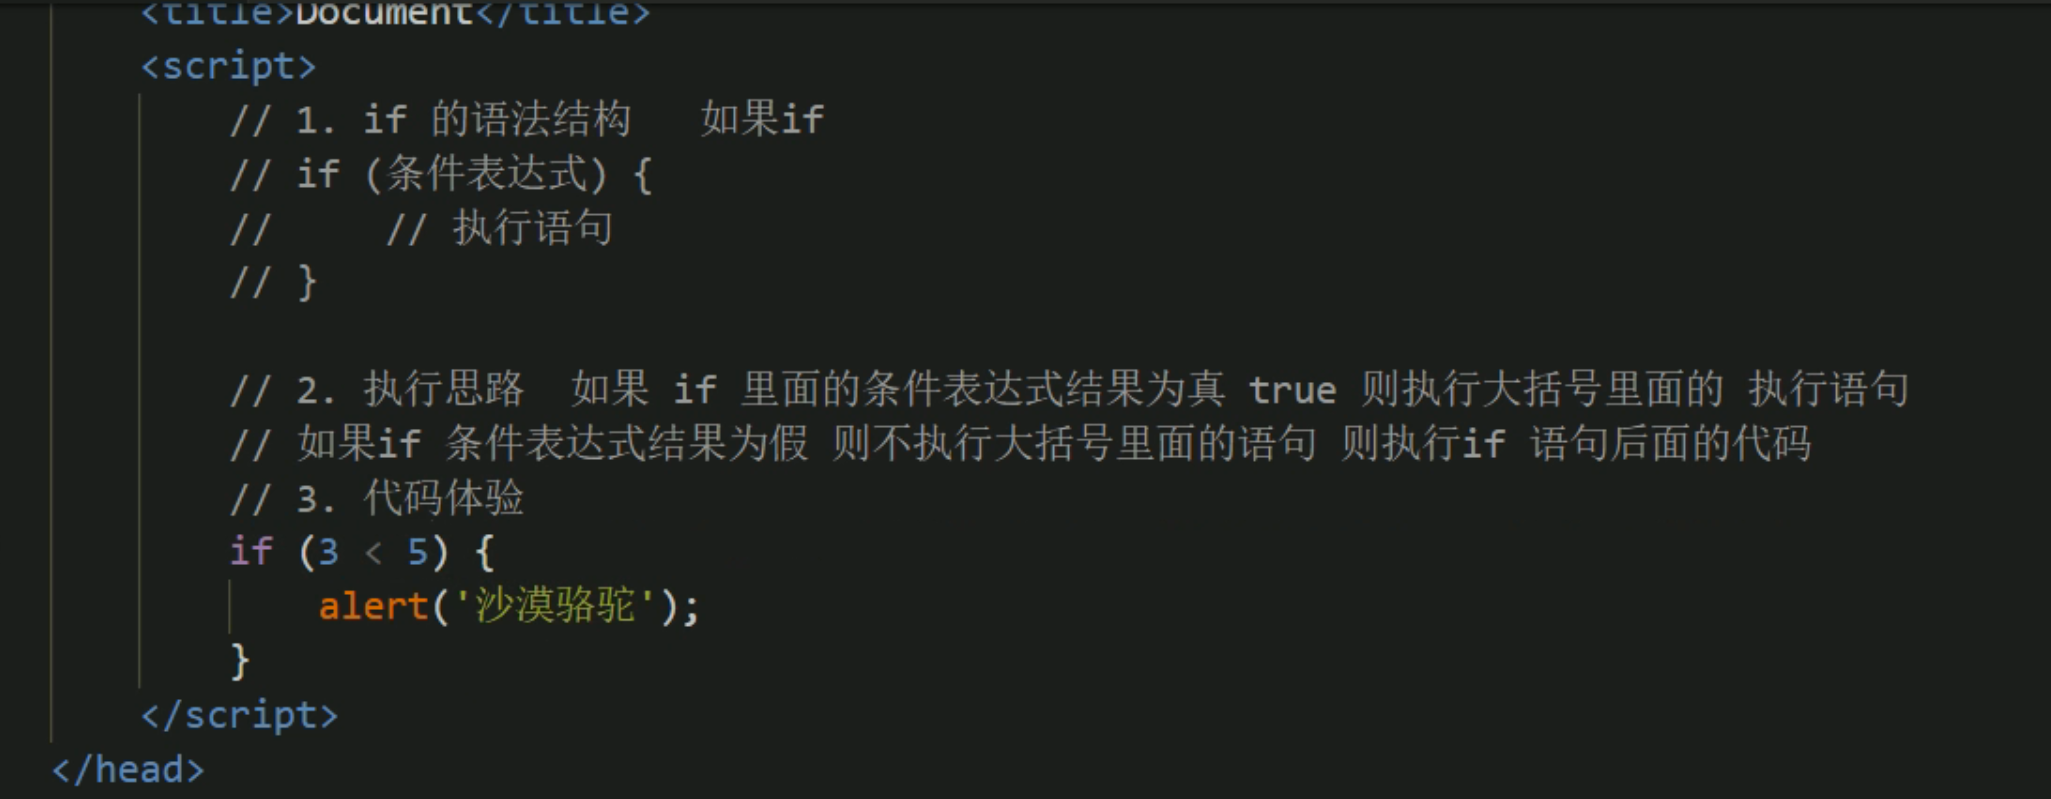 <title>Document</title>
<script>
// 1. if 的语法结构   如果if
// if (条件表达式) {
//     // 执行语句
// }
// 2. 执行思路  如果 if 里面的条件表达式结果为真 true 则执行大括号里面的 执行语句
// 如果if 条件表达式结果为假 则不执行大括号里面的语句 则执行if 语句后面的代码
// 3. 代码体验
if (3 < 5) {
    alert('沙漠骆驼');
}
</script>
</head>